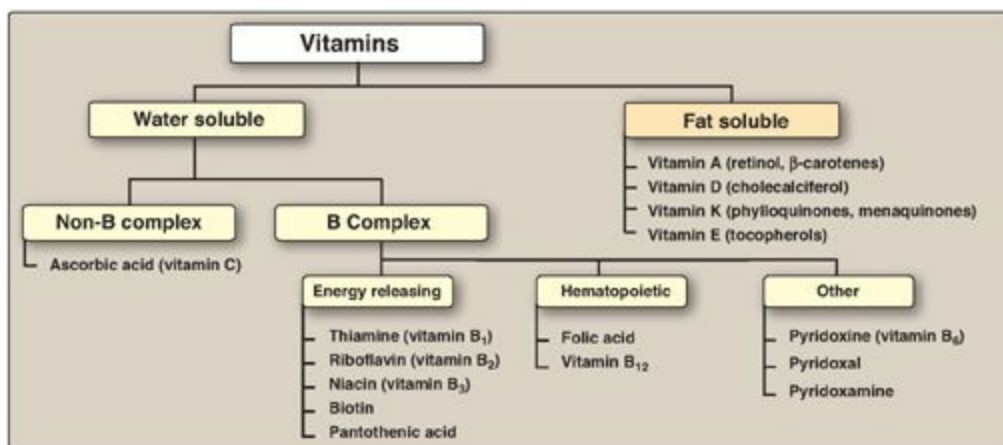 Vitamins
Water soluble
Fat soluble
Vitamin A (retinol, β-carotenes)
Vitamin D (cholecalciferol)
Vitamin K (phylloquinones, menaquinones)
Vitamin E (tocopherols)
Non-B complex
B Complex
Ascorbic acid (vitamin C)
Energy releasing
Hematopoietic
Other
Thiamine (vitamin B₁)
Riboflavin (vitamin B₂)
Niacin (vitamin B₃)
Biotin
Pantothenic acid
Folic acid
Vitamin B₁₂
Pyridoxine (vitamin B₆)
Pyridoxal
Pyridoxamine